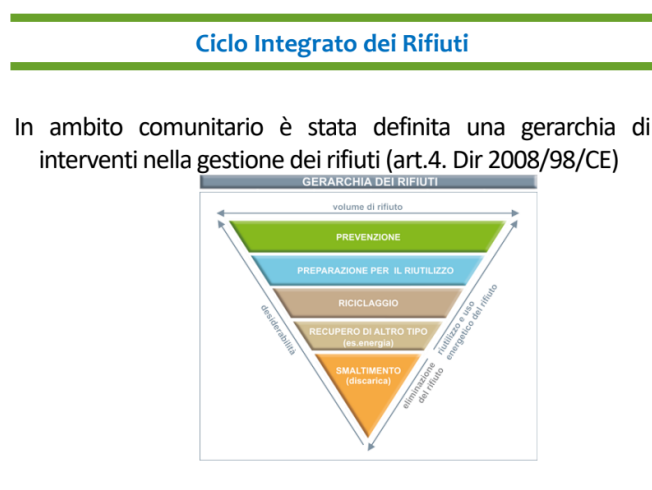 Ciclo Integrato dei Rifiuti
In ambito comunitario è stata definita una gerarchia di
interventi nella gestione dei rifiuti (art.4. Dir 2008/98/CE)
GERARCHIA DEI RIFIUTI
volume di rifiuto
PREVENZIONE
PREPARAZIONE PER IL RIUTILIZZO
RICICLAGGIO
RECUPERO DI ALTRO TIPO
(es.energia)
SMALTIMENTO
(discarica)
desiderabilità
riutilizzo e uso
energetico del rifiuto
eliminazione
del rifiuto